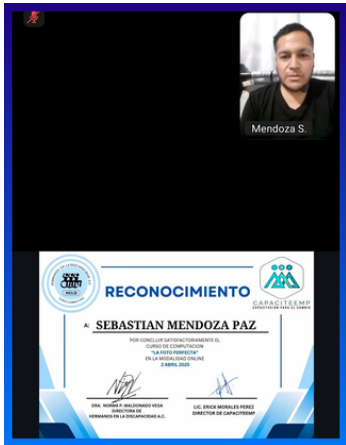 Mendoza S.
RECONOCIMIENTO
CAPACITEEMP
CAPACITACIÓN PARA EL CAMBIO
A: SEBASTIAN MENDOZA PAZ
POR CONCLUIR SATISFACTORIAMENTE EL
CURSO DE COMPUTACION
"LA FOTO PERFECTA"
EN LA MODALIDAD ONLINE
2 ABRIL 2025
DRA. NORMA P. MALDONADO VEGA
DIRECTORA DE
HERMANOS EN LA DISCAPACIDAD A.C.
LIC. ERICK MORALES PEREZ
DIRECTOR DE CAPACITEEMP